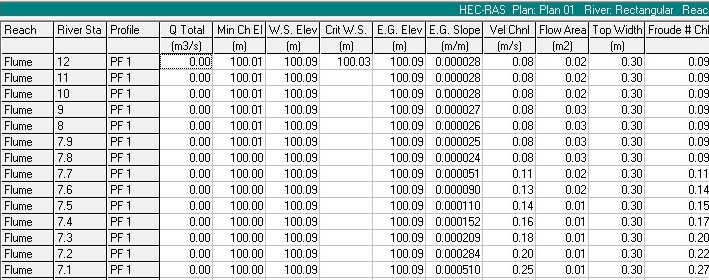 HEC-RAS Plan: Plan 01 River: Rectangular Reac
Reach River Sta Profile Q Total Min Ch El W.S. Elev Crit W.S. E.G. Elev E.G. Slope Vel Chnl Flow Area Top Width Froude # Chl
(m3/s) (m) (m) (m) (m) (m/m) (m/s) (m2) (m)
Flume 12 PF 1 0.00 100.01 100.09 100.03 100.09 0.000028 0.08 0.02 0.30 0.09
Flume 11 PF 1 0.00 100.01 100.09 100.09 0.000028 0.08 0.02 0.30 0.09
Flume 10 PF 1 0.00 100.01 100.09 100.09 0.000028 0.08 0.02 0.30 0.09
Flume 9 PF 1 0.00 100.01 100.09 100.09 0.000027 0.08 0.03 0.30 0.09
Flume 8 PF 1 0.00 100.01 100.09 100.09 0.000026 0.08 0.03 0.30 0.09
Flume 7.9 PF 1 0.00 100.01 100.09 100.09 0.000025 0.08 0.03 0.30 0.09
Flume 7.8 PF 1 0.00 100.00 100.09 100.09 0.000024 0.08 0.03 0.30 0.09
Flume 7.7 PF 1 0.00 100.00 100.09 100.09 0.000051 0.11 0.02 0.30 0.11
Flume 7.6 PF 1 0.00 100.00 100.09 100.09 0.000090 0.13 0.02 0.30 0.14
Flume 7.5 PF 1 0.00 100.00 100.09 100.09 0.000110 0.14 0.01 0.30 0.15
Flume 7.4 PF 1 0.00 100.00 100.09 100.09 0.000152 0.16 0.01 0.30 0.17
Flume 7.3 PF 1 0.00 100.00 100.09 100.09 0.000209 0.18 0.01 0.30 0.20
Flume 7.2 PF 1 0.00 100.00 100.09 100.09 0.000284 0.20 0.01 0.30 0.22
Flume 7.1 PF 1 0.00 100.00 100.09 100.09 0.000510 0.25 0.01 0.30 0.27